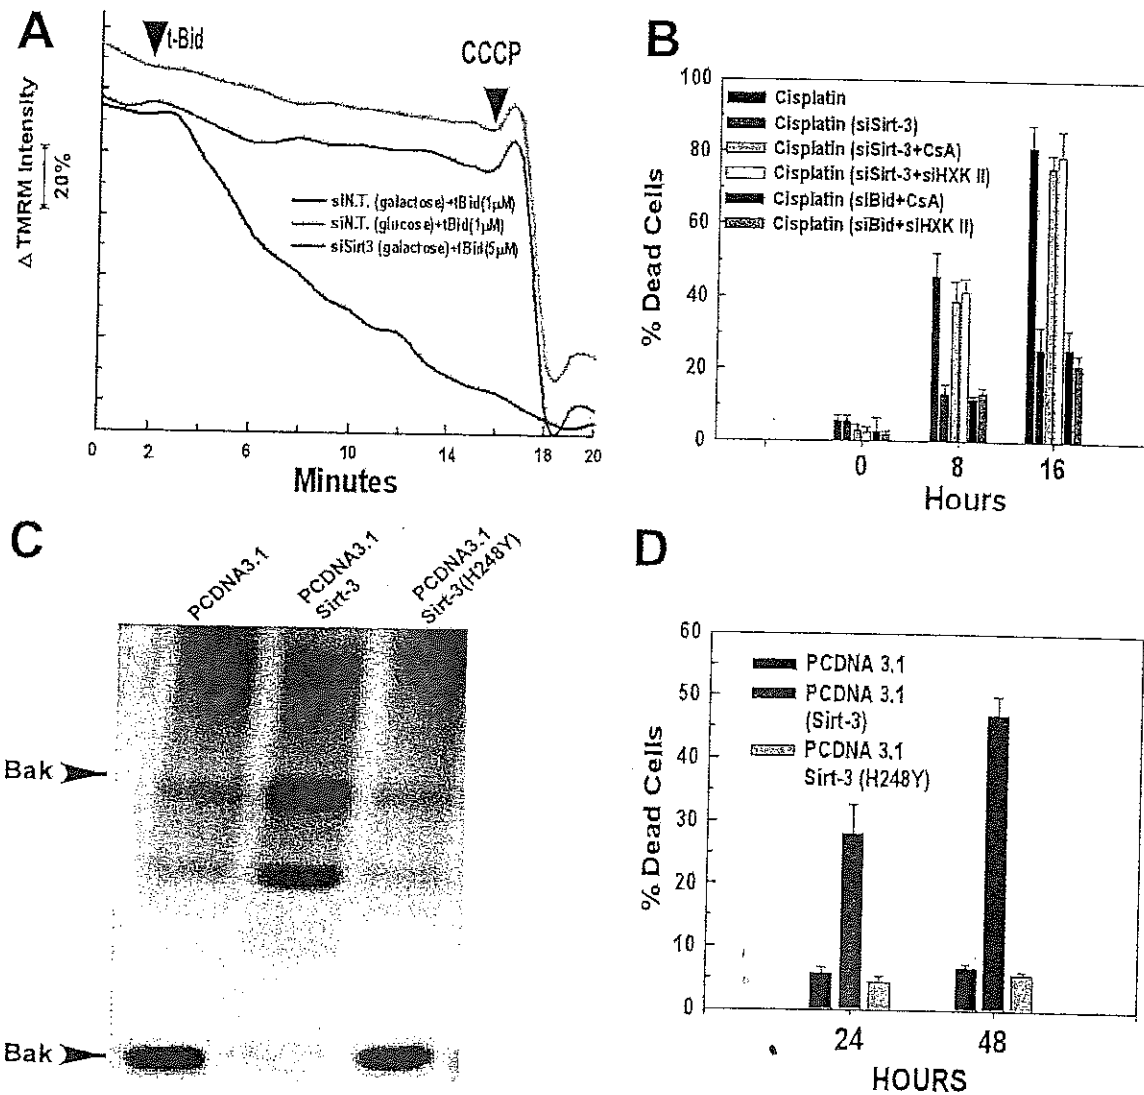 A
t-Bid
CCCP
Δ TMRM Intensity
20%
siN.T. (galactose)+tBid(1µM)
siN.T. (glucose)+tBid(1µM)
siSirt3 (galactose)+tBid(5µM)
0 2 6 10 14 18 20
Minutes
B
100
80
60
40
20
0
% Dead Cells
Cisplatin
Cisplatin (siSirt-3)
Cisplatin (siSirt-3+CsA)
Cisplatin (siSirt-3+siHXK II)
Cisplatin (siBid+CsA)
Cisplatin (siBid+siHXK II)
0 8 16
Hours
C
PCDNA3.1
PCDNA3.1
Sirt-3
PCDNA3.1
Sirt-3(H248Y)
Bak
Bak
D
60
50
40
30
20
10
0
% Dead Cells
PCDNA 3.1
PCDNA 3.1
(Sirt-3)
PCDNA 3.1
Sirt-3 (H248Y)
24 48
HOURS